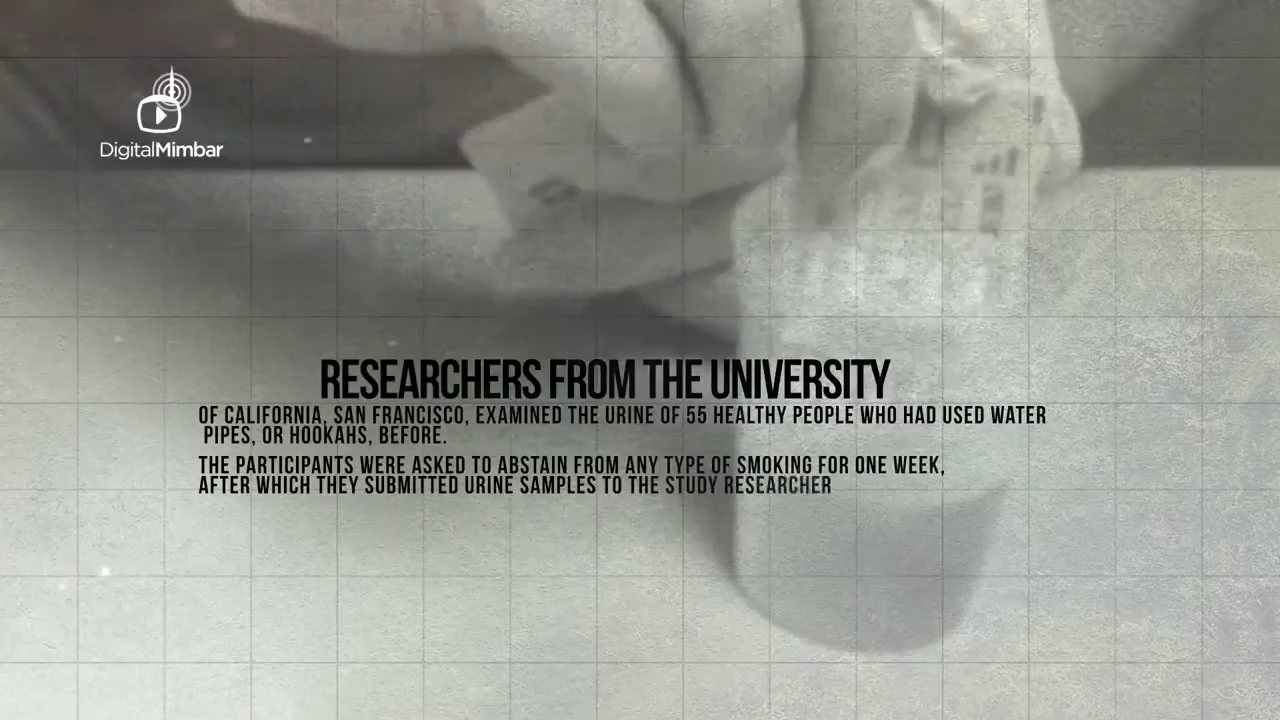 DigitalMimbar
RESEARCHERS FROM THE UNIVERSITY
OF CALIFORNIA, SAN FRANCISCO, EXAMINED THE URINE OF 55 HEALTHY PEOPLE WHO HAD USED WATER
PIPES, OR HOOKAHS, BEFORE.
THE PARTICIPANTS WERE ASKED TO ABSTAIN FROM ANY TYPE OF SMOKING FOR ONE WEEK,
AFTER WHICH THEY SUBMITTED URINE SAMPLES TO THE STUDY RESEARCHER